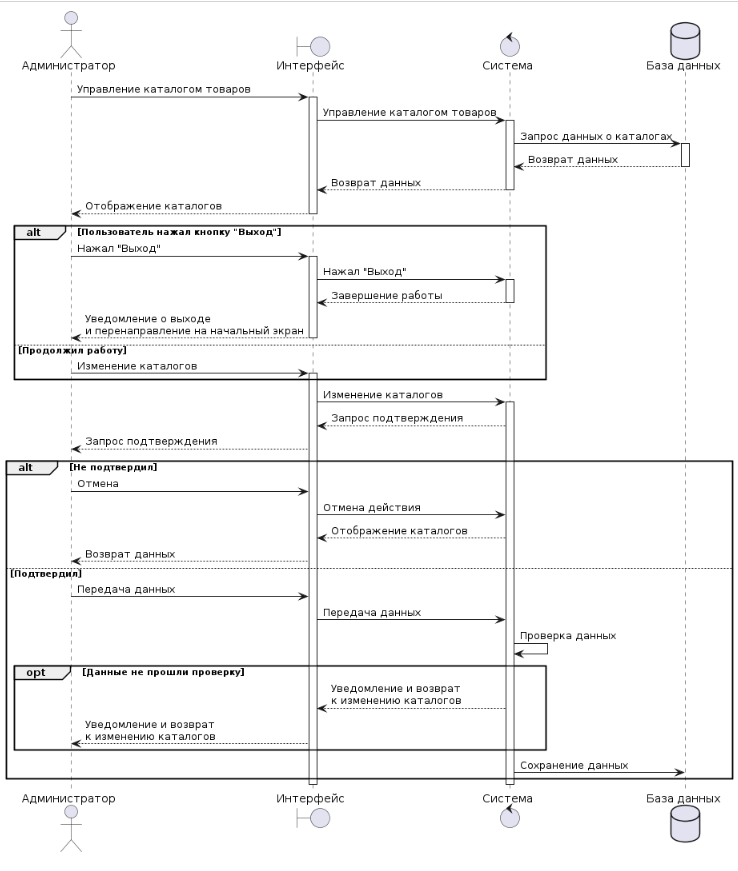 Администратор
Интерфейс
Система
База данных
Управление каталогом товаров
Управление каталогом товаров
Запрос данных о каталогах
Возврат данных
Возврат данных
Отображение каталогов
alt
[Пользователь нажал кнопку "Выход"]
Нажал "Выход"
Нажал "Выход"
Завершение работы
Уведомление о выходе
и перенаправление на начальный экран
[Продолжил работу]
Изменение каталогов
Изменение каталогов
Запрос подтверждения
Запрос подтверждения
alt
[Не подтвердил]
Отмена
Отмена действия
Отображение каталогов
Возврат данных
[Подтвердил]
Передача данных
Передача данных
Проверка данных
opt
[Данные не прошли проверку]
Уведомление и возврат
к изменению каталогов
Уведомление и возврат
к изменению каталогов
Сохранение данных
Администратор
Интерфейс
Система
База данных